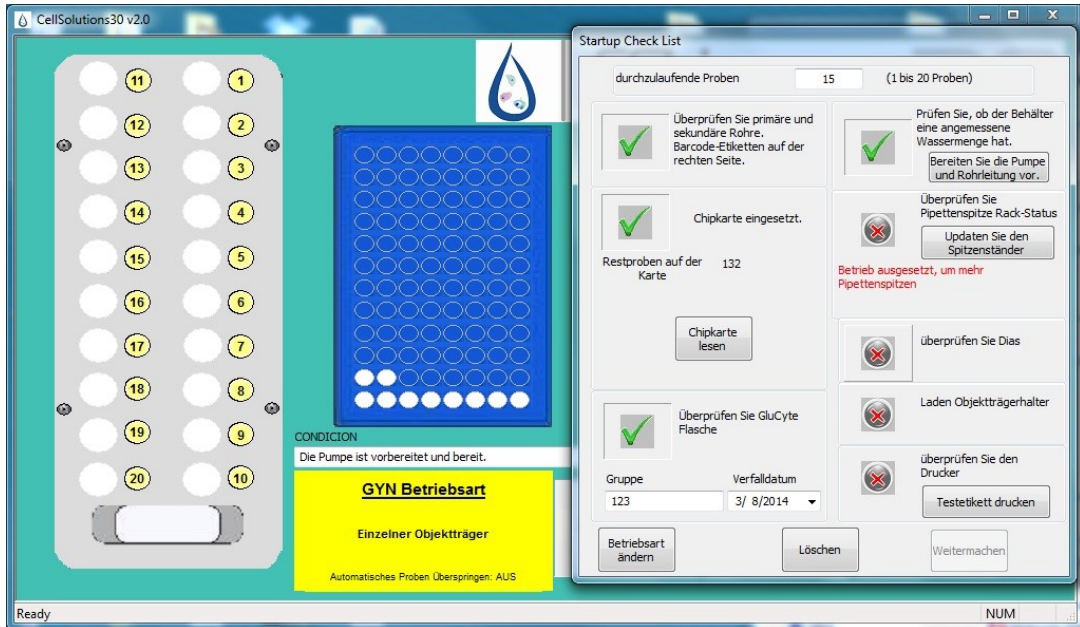 CellSolutions30 v2.0
11
1
12
2
13
3
14
4
15
5
16
6
17
7
18
8
19
9
20
10
CONDICION
Die Pumpe ist vorbereitet und bereit.
GYN Betriebsart
Einzelner Objektträger
Automatisches Proben Überspringen: AUS
Startup Check List
durchzulaufende Proben
15
(1 bis 20 Proben)
Überprüfen Sie primäre und
sekundäre Rohre.
Barcode-Etiketten auf der
rechten Seite.
Prüfen Sie, ob der Behälter
eine angemessene
Wassermenge hat.
Bereiten Sie die Pumpe
und Rohrleitung vor.
Chipkarte eingesetzt.
Restproben auf der
Karte
132
Chipkarte
lesen
Überprüfen Sie
Pipettenspitze Rack-Status
Updaten Sie den
Spitzenständer
Betrieb ausgesetzt, um mehr
Pipettenspitzen
überprüfen Sie Dias
Laden Objektträgerhalter
Überprüfen Sie GluCyte
Flasche
Gruppe
Verfalldatum
123
3/ 8/2014
überprüfen Sie den
Drucker
Testetikett drucken
Betriebsart
ändern
Löschen
Weitermachen
Ready
NUM